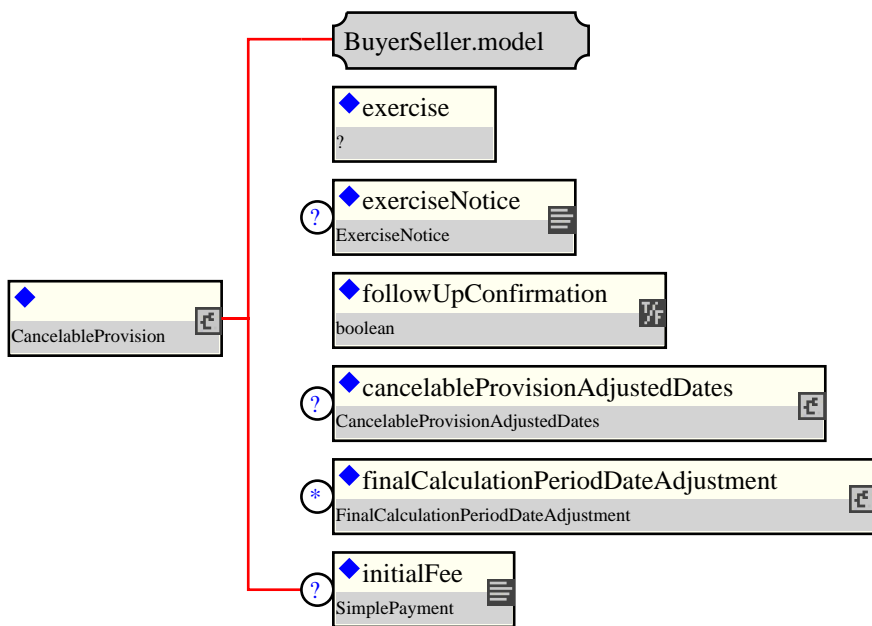 BuyerSeller.model
exercise
?
? exerciseNotice
ExerciseNotice
CancelableProvision
followUpConfirmation
boolean
T/F
? cancelableProvisionAdjustedDates
CancelableProvisionAdjustedDates
* finalCalculationPeriodDateAdjustment
FinalCalculationPeriodDateAdjustment
? initialFee
SimplePayment